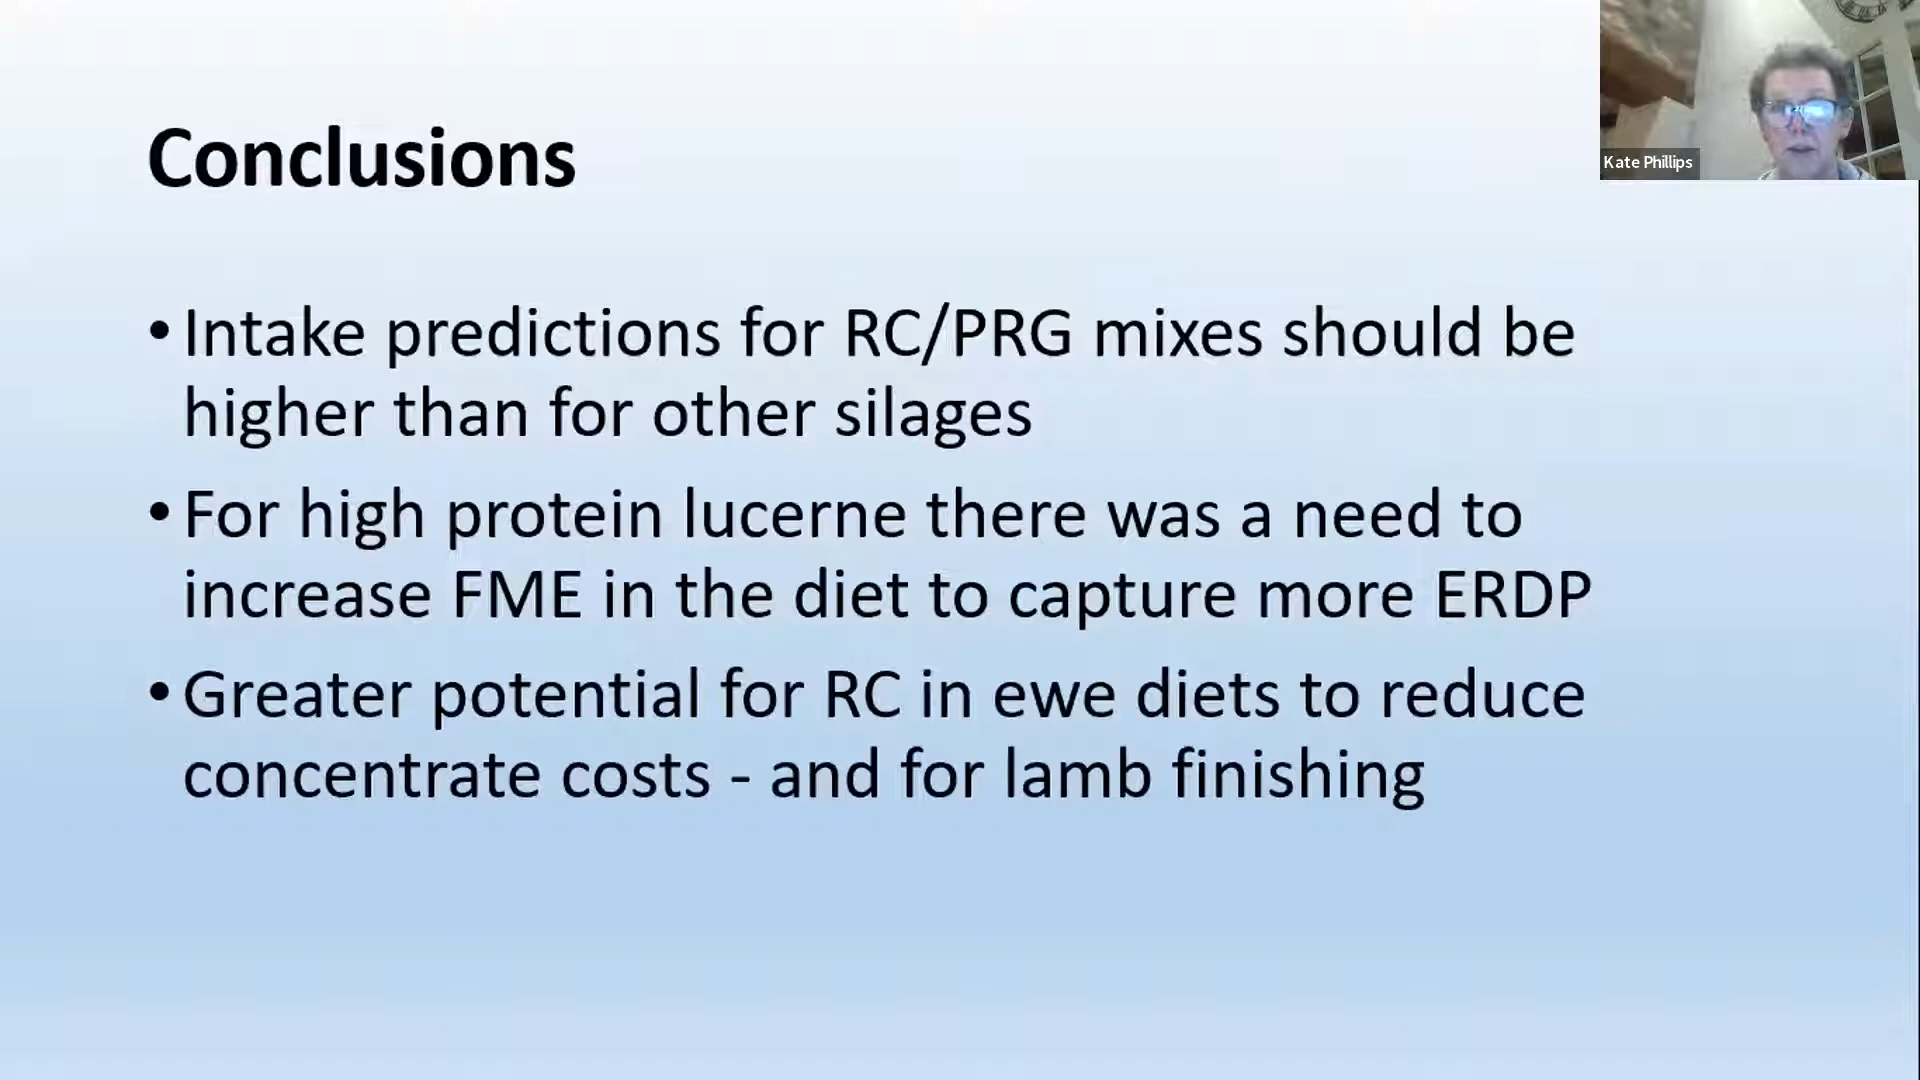 Conclusions
Kate Phillips
• Intake predictions for RC/PRG mixes should be
higher than for other silages
• For high protein lucerne there was a need to
increase FME in the diet to capture more ERDP
• Greater potential for RC in ewe diets to reduce
concentrate costs - and for lamb finishing